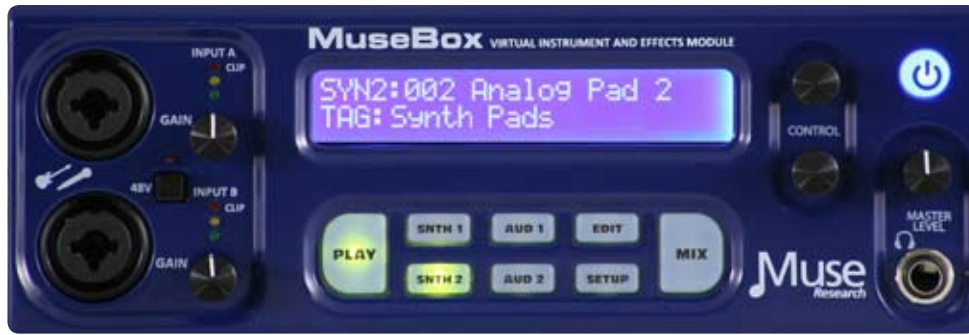 INPUT A
CLIP
GAIN
48V
INPUT B
CLIP
GAIN
MuseBox VIRTUAL INSTRUMENT AND EFFECTS MODULE
SYN2:002 Analog Pad 2
TAG:Synth Pads
PLAY
SNTH 1
AUD 1
EDIT
SNTH 2
AUD 2
SETUP
MIX
CONTROL
MASTER
LEVEL
Muse
Research